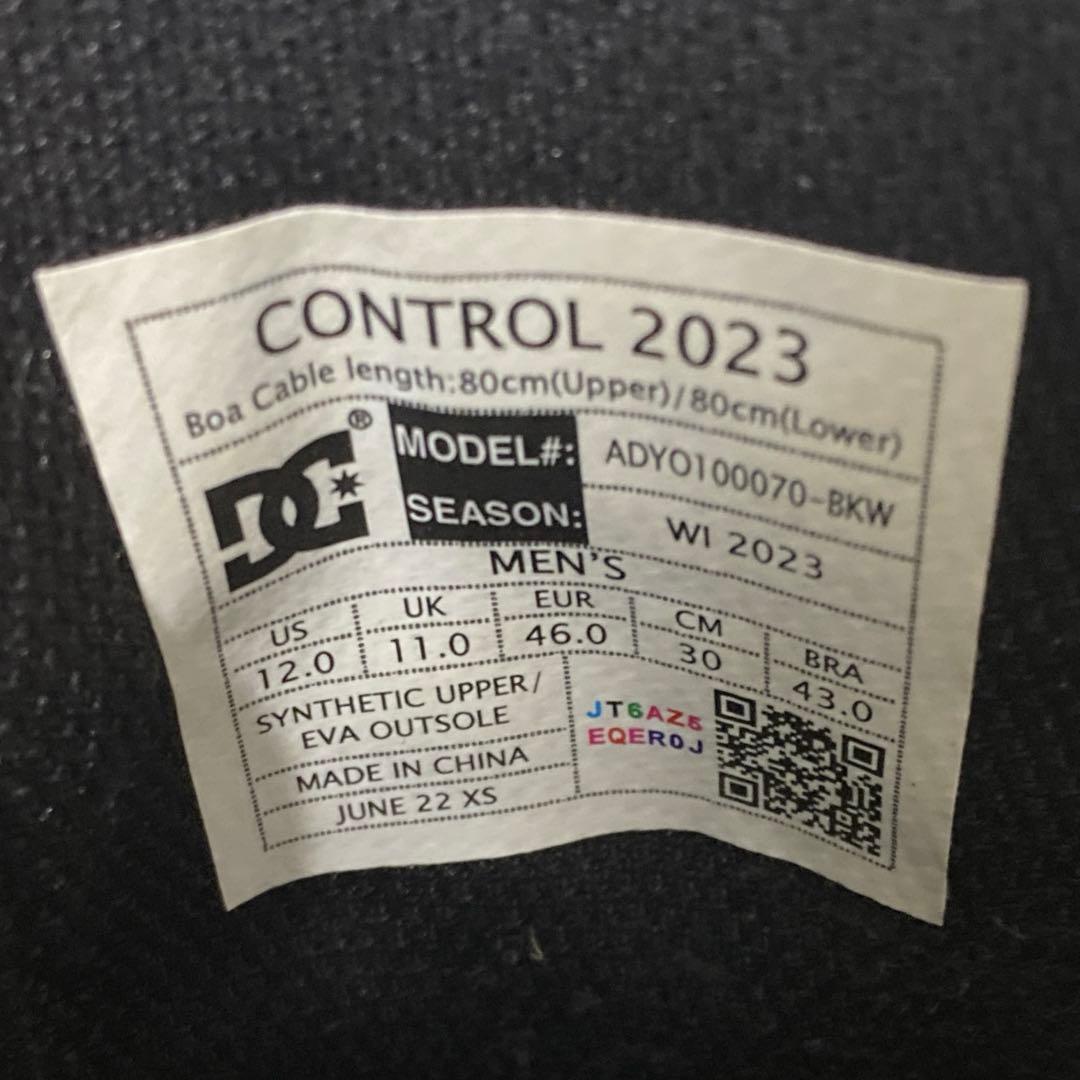 CONTROL 2023
Boa Cable length:80cm(Upper)/80cm(Lower)
DC®
MODEL#: ADYO100070-BKW
SEASON: WI 2023
MEN'S
US UK EUR CM BRA
12.0 11.0 46.0 30 43.0
SYNTHETIC UPPER/
EVA OUTSOLE
MADE IN CHINA
JUNE 22 XS
JT6AZ5
EQER0J